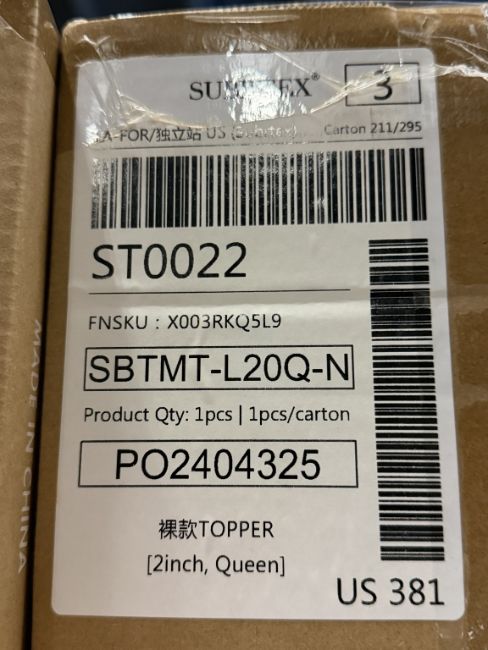 3
US
Carton 211/295
ST0022
FNSKU : X003RKQ5L9
SBTMT-L20Q-N
Product Qty: 1pcs | 1pcs/carton
PO2404325
裸款TOPPER
[2inch, Queen]
US 381
MADE IN CHINA